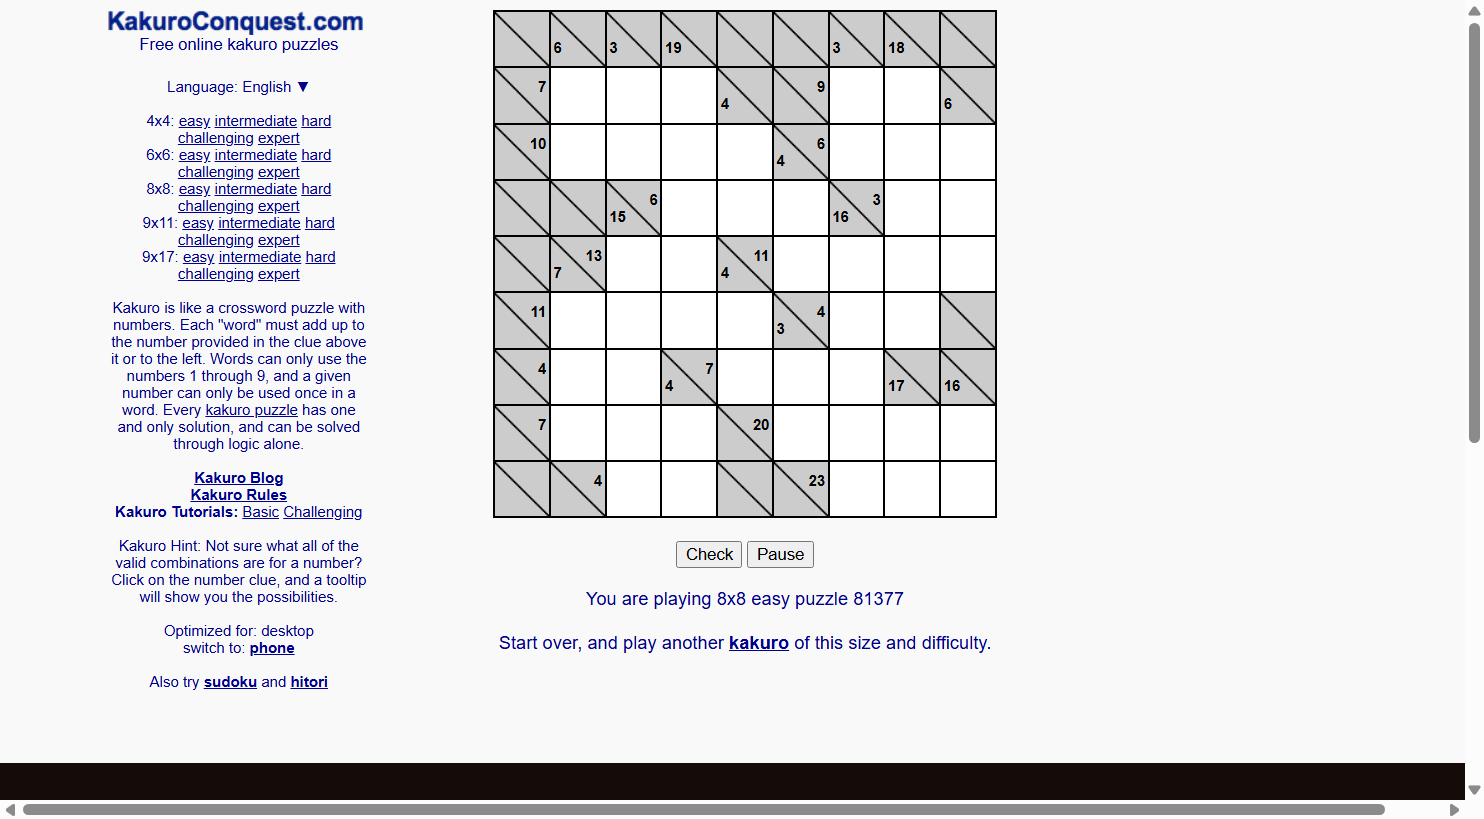 KakuroConquest.com
Free online kakuro puzzles
Language: English ▼
4x4: easy intermediate hard
challenging expert
6x6: easy intermediate hard
challenging expert
8x8: easy intermediate hard
challenging expert
9x11: easy intermediate hard
challenging expert
9x17: easy intermediate hard
challenging expert
Kakuro is like a crossword puzzle with
numbers. Each "word" must add up to
the number provided in the clue above
it or to the left. Words can only use the
numbers 1 through 9, and a given
number can only be used once in a
word. Every kakuro puzzle has one
and only solution, and can be solved
through logic alone.
Kakuro Blog
Kakuro Rules
Kakuro Tutorials: Basic Challenging
Kakuro Hint: Not sure what all of the
valid combinations are for a number?
Click on the number clue, and a tooltip
will show you the possibilities.
Optimized for: desktop
switch to: phone
Also try sudoku and hitori
6 3 19 3 18
7 4 9 6
10 4 6
15 6 16 3
7 13 4 11
11 3 4
4 4 7 17 16
7 20
4 23
Check Pause
You are playing 8x8 easy puzzle 81377
Start over, and play another kakuro of this size and difficulty.